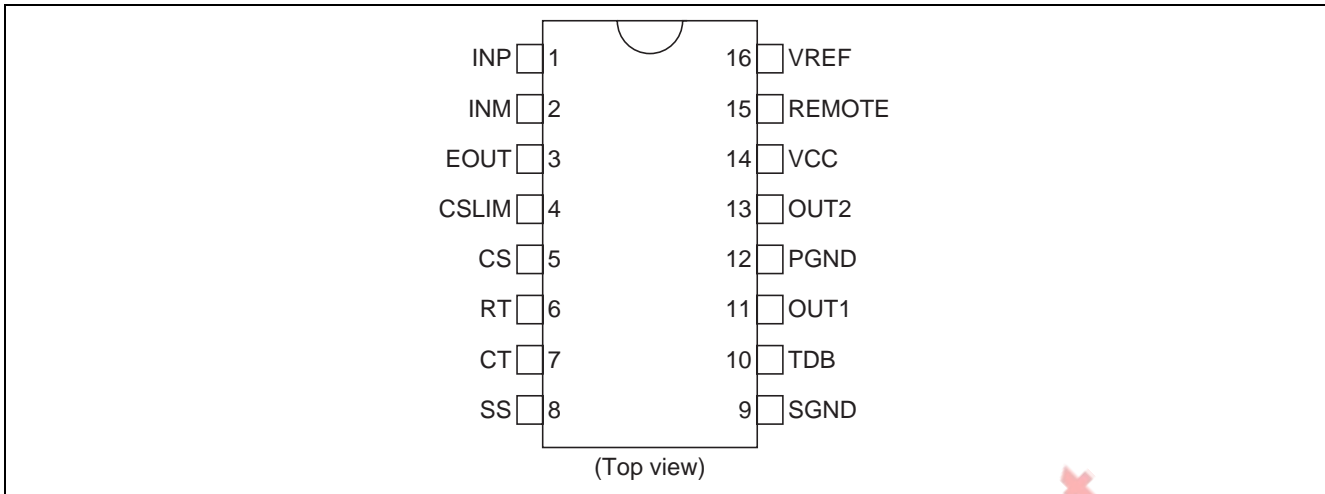 INP 1 16 VREF
INM 2 15 REMOTE
EOUT 3 14 VCC
CSLIM 4 13 OUT2
CS 5 12 PGND
RT 6 11 OUT1
CT 7 10 TDB
SS 8 9 SGND
(Top view)